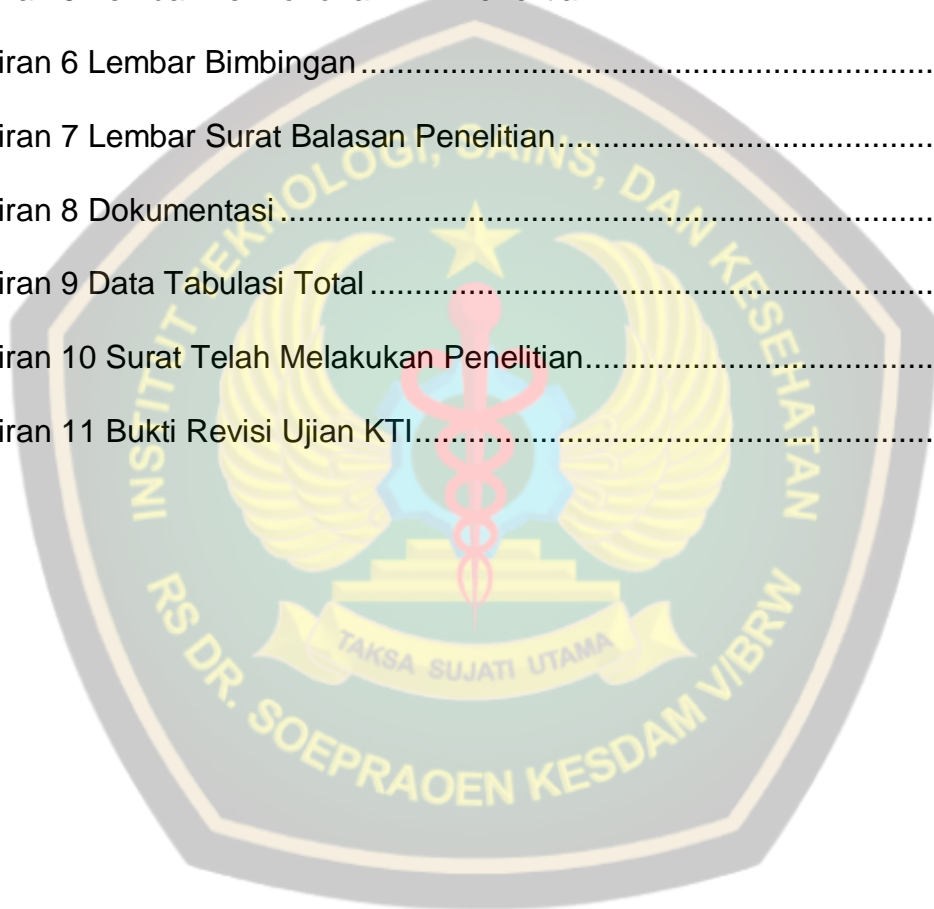 iran 6 Lembar Bimbingan........................................................................
iran 7 Lembar Surat Balasan Penelitian...............................................
iran 8 Dokumentasi..................................................................................
iran 9 Data Tabulasi Total.......................................................................
iran 10 Surat Telah Melakukan Penelitian............................................
iran 11 Bukti Revisi Ujian KTI.................................................................
INSTITUT TEKNOLOGI, SAINS, DAN KESEHATAN
TAKSA SUJATI UTAMA
RS DR. SOEPRAOEN KESDAM V/BRW